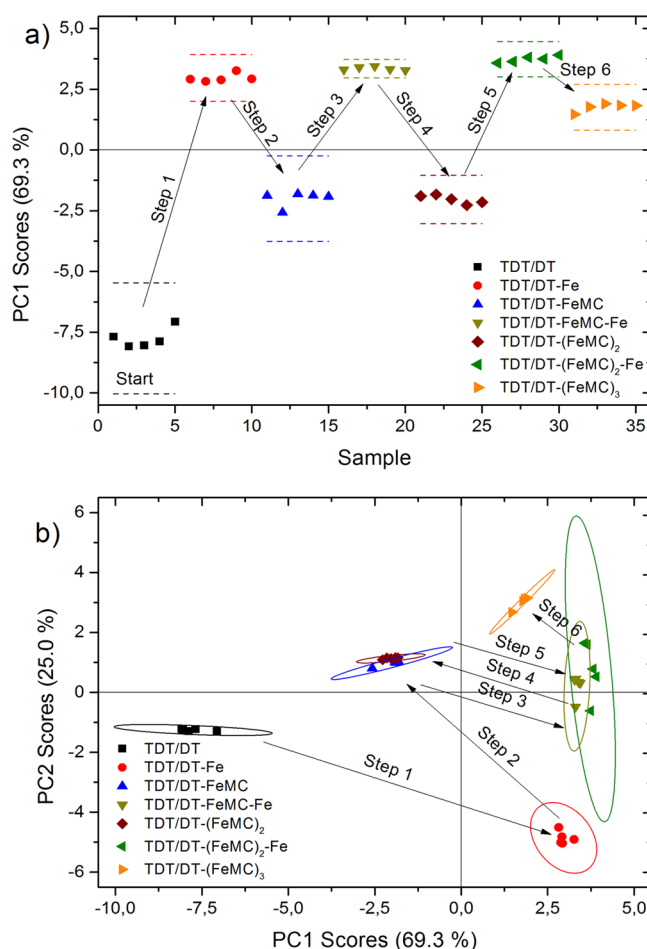 a)
5,0
2,5
0,0
-2,5
-5,0
-7,5
-10,0
PC1 Scores (69.3 %)
Step 1
Step 2
Step 3
Step 4
Step 5
Step 6
Start
TDT/DT
TDT/DT-Fe
TDT/DT-FeMC
TDT/DT-FeMC-Fe
TDT/DT-(FeMC)₂
TDT/DT-(FeMC)₂-Fe
TDT/DT-(FeMC)₃
0 5 10 15 20 25 30 35
Sample
b)
6
4
2
0
-2
-4
-6
PC2 Scores (25.0 %)
Step 6
Step 5
Step 4
Step 3
Step 2
Step 1
TDT/DT
TDT/DT-Fe
TDT/DT-FeMC
TDT/DT-FeMC-Fe
TDT/DT-(FeMC)₂
TDT/DT-(FeMC)₂-Fe
TDT/DT-(FeMC)₃
-10,0 -7,5 -5,0 -2,5 0,0 2,5 5,0
PC1 Scores (69.3 %)